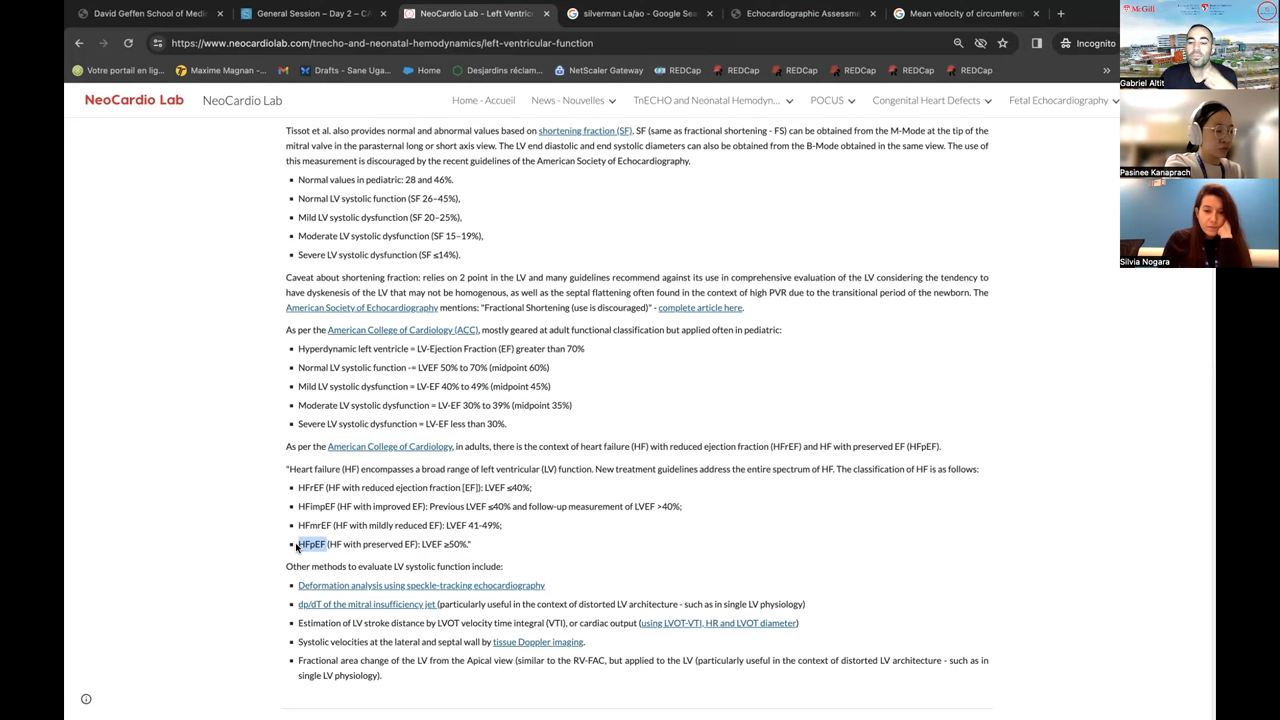 David Geffen School of Medic
General Session – Day 2 – CA
NeoCardio Lab – Left Ventric
silverman La/ao - Google Sea
Echocardiographic Assessme
Mean velocity of circumferent
https://www.neocardiolab.com/tnecho-and-neonatal-hemodynamics/left-ventricular-function
Incognito
Votre portail en lig...
Maxime Magnan -...
Drafts - Sane Uga...
Home
Desjardins réclam...
NetScaler Gateway
REDCap
REDCap
REDCap
REDCap
REDCap
REDCap
NeoCardio Lab
NeoCardio Lab
Home - Accueil
News - Nouvelles
TnECHO and Neonatal Hemodyn...
POCUS
Congenital Heart Defects
Fetal Echocardiography
Tissot et al. also provides normal and abnormal values based on shortening fraction (SF). SF (same as fractional shortening - FS) can be obtained from the M-Mode at the tip of the
mitral valve in the parasternal long or short axis view. The LV end diastolic and end systolic diameters can also be obtained from the B-Mode obtained in the same view. The use of
this measurement is discouraged by the recent guidelines of the American Society of Echocardiography.
▪ Normal values in pediatric: 28 and 46%.
▪ Normal LV systolic function (SF 26–45%),
▪ Mild LV systolic dysfunction (SF 20–25%),
▪ Moderate LV systolic dysfunction (SF 15–19%),
▪ Severe LV systolic dysfunction (SF ≤14%).
Caveat about shortening fraction: relies on 2 point in the LV and many guidelines recommend against its use in comprehensive evaluation of the LV considering the tendency to
have dyskenesis of the LV that may not be homogenous, as well as the septal flattening often found in the context of high PVR due to the transitional period of the newborn. The
American Society of Echocardiography mentions: "Fractional Shortening (use is discouraged)" - complete article here.
As per the American College of Cardiology (ACC), mostly geared at adult functional classification but applied often in pediatric:
▪ Hyperdynamic left ventricle = LV-Ejection Fraction (EF) greater than 70%
▪ Normal LV systolic function -= LVEF 50% to 70% (midpoint 60%)
▪ Mild LV systolic dysfunction = LV-EF 40% to 49% (midpoint 45%)
▪ Moderate LV systolic dysfunction = LV-EF 30% to 39% (midpoint 35%)
▪ Severe LV systolic dysfunction = LV-EF less than 30%.
As per the American College of Cardiology, in adults, there is the context of heart failure (HF) with reduced ejection fraction (HFrEF) and HF with preserved EF (HFpEF).
"Heart failure (HF) encompasses a broad range of left ventricular (LV) function. New treatment guidelines address the entire spectrum of HF. The classification of HF is as follows:
▪ HFrEF (HF with reduced ejection fraction [EF]): LVEF ≤40%;
▪ HFimpEF (HF with improved EF): Previous LVEF ≤40% and follow-up measurement of LVEF >40%;
▪ HFmrEF (HF with mildly reduced EF): LVEF 41-49%;
▪ HFpEF (HF with preserved EF): LVEF ≥50%."
Other methods to evaluate LV systolic function include:
▪ Deformation analysis using speckle-tracking echocardiography
▪ dp/dT of the mitral insufficiency jet (particularly useful in the context of distorted LV architecture - such as in single LV physiology)
▪ Estimation of LV stroke distance by LVOT velocity time integral (VTI), or cardiac output (using LVOT-VTI, HR and LVOT diameter)
▪ Systolic velocities at the lateral and septal wall by tissue Doppler imaging.
▪ Fractional area change of the LV from the Apical view (similar to the RV-FAC, but applied to the LV (particularly useful in the context of distorted LV architecture - such as in
single LV physiology).
McGill
Gabriel Altit
Pasinee Kanaprach
Silvia Nogara